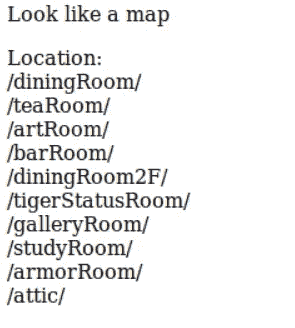 Look like a map
Location:
/diningRoom/
/teaRoom/
/artRoom/
/barRoom/
/diningRoom2F/
/tigerStatusRoom/
/galleryRoom/
/studyRoom/
/armorRoom/
/attic/